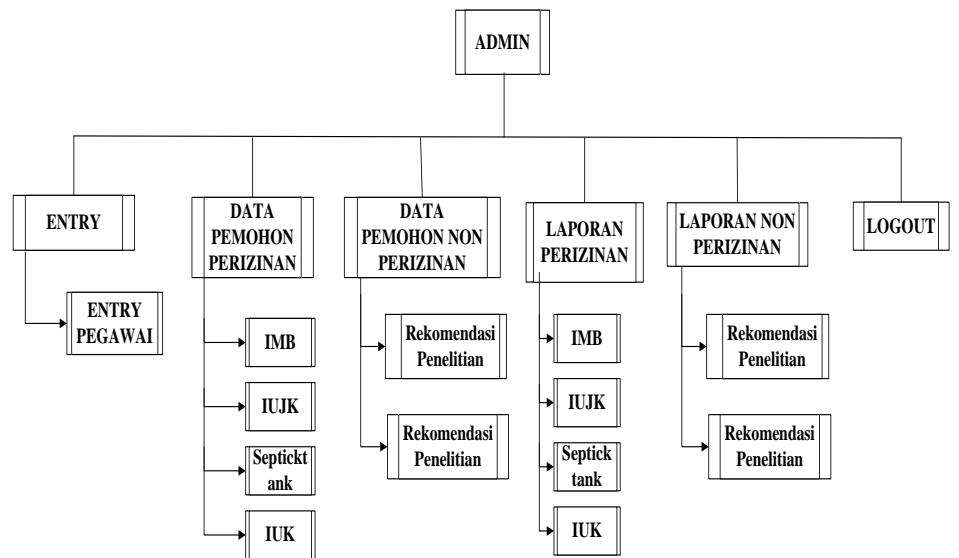 ADMIN
ENTRY
DATA
PEMOHON
PERIZINAN
DATA
PEMOHON NON
PERIZINAN
LAPORAN
PERIZINAN
LAPORAN NON
PERIZINAN
LOGOUT
ENTRY
PEGAWAI
IMB
IUJK
Septickt
ank
IUK
Rekomendasi
Penelitian
Rekomendasi
Penelitian
IMB
IUJK
Septick
tank
IUK
Rekomendasi
Penelitian
Rekomendasi
Penelitian